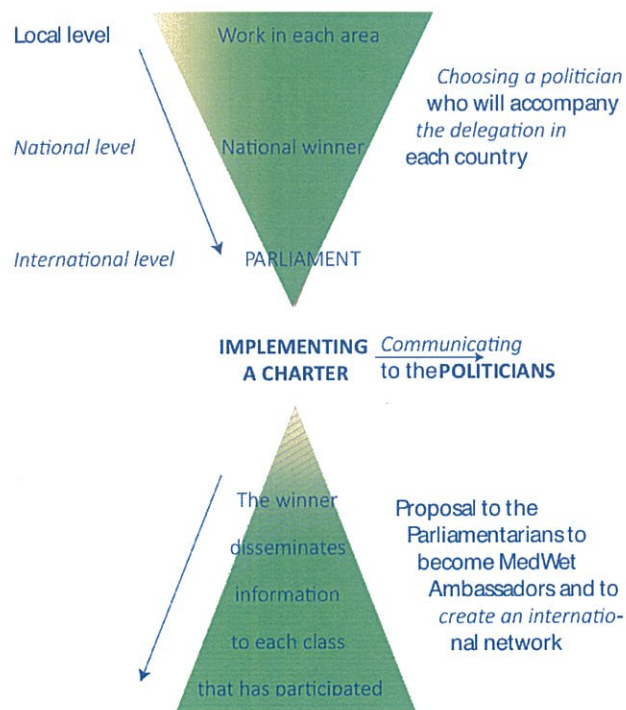 Local level
Work in each area
Choosing a politician
who will accompany
the delegation in
each country
National level
National winner
International level
PARLIAMENT
IMPLEMENTING
A CHARTER
Communicating
to the POLITICIANS
The winner
disseminates
information
to each class
that has participated
Proposal to the
Parliamentarians to
become MedWet
Ambassadors and to
create an internatio-
nal network